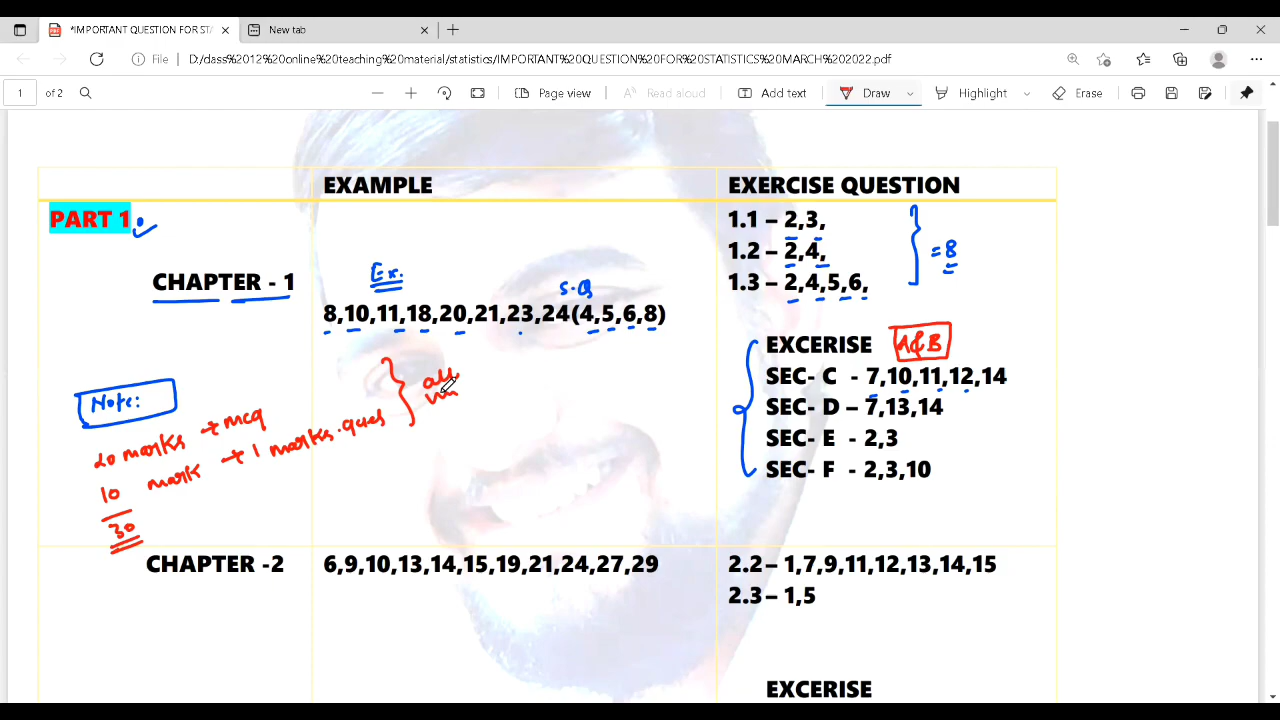 *IMPORTANT QUESTION FOR STA
New tab
File
D:/class%2012%20online%20teaching%20material/statistics/IMPORTANT%20QUESTION%20FOR%20STATISTICS%20MARCH%202022.pdf
1 of 2
Page view
Read aloud
Add text
Draw
Highlight
Erase
EXAMPLE
EXERCISE QUESTION
PART 1
1.1 – 2,3,
1.2 – 2,4,
= 8
CHAPTER - 1
Ex.
1.3 – 2,4,5,6,
S.Q
8,10,11,18,20,21,23,24(4,5,6,8)
EXCERISE
A&B
SEC- C - 7,10,11,12,14
SEC- D – 7,13,14
SEC- E - 2,3
SEC- F - 2,3,10
Note:
20 marks → mcq
10 mark → 1 marks.ques
30
CHAPTER -2
6,9,10,13,14,15,19,21,24,27,29
2.2 – 1,7,9,11,12,13,14,15
2.3 – 1,5
EXCERISE